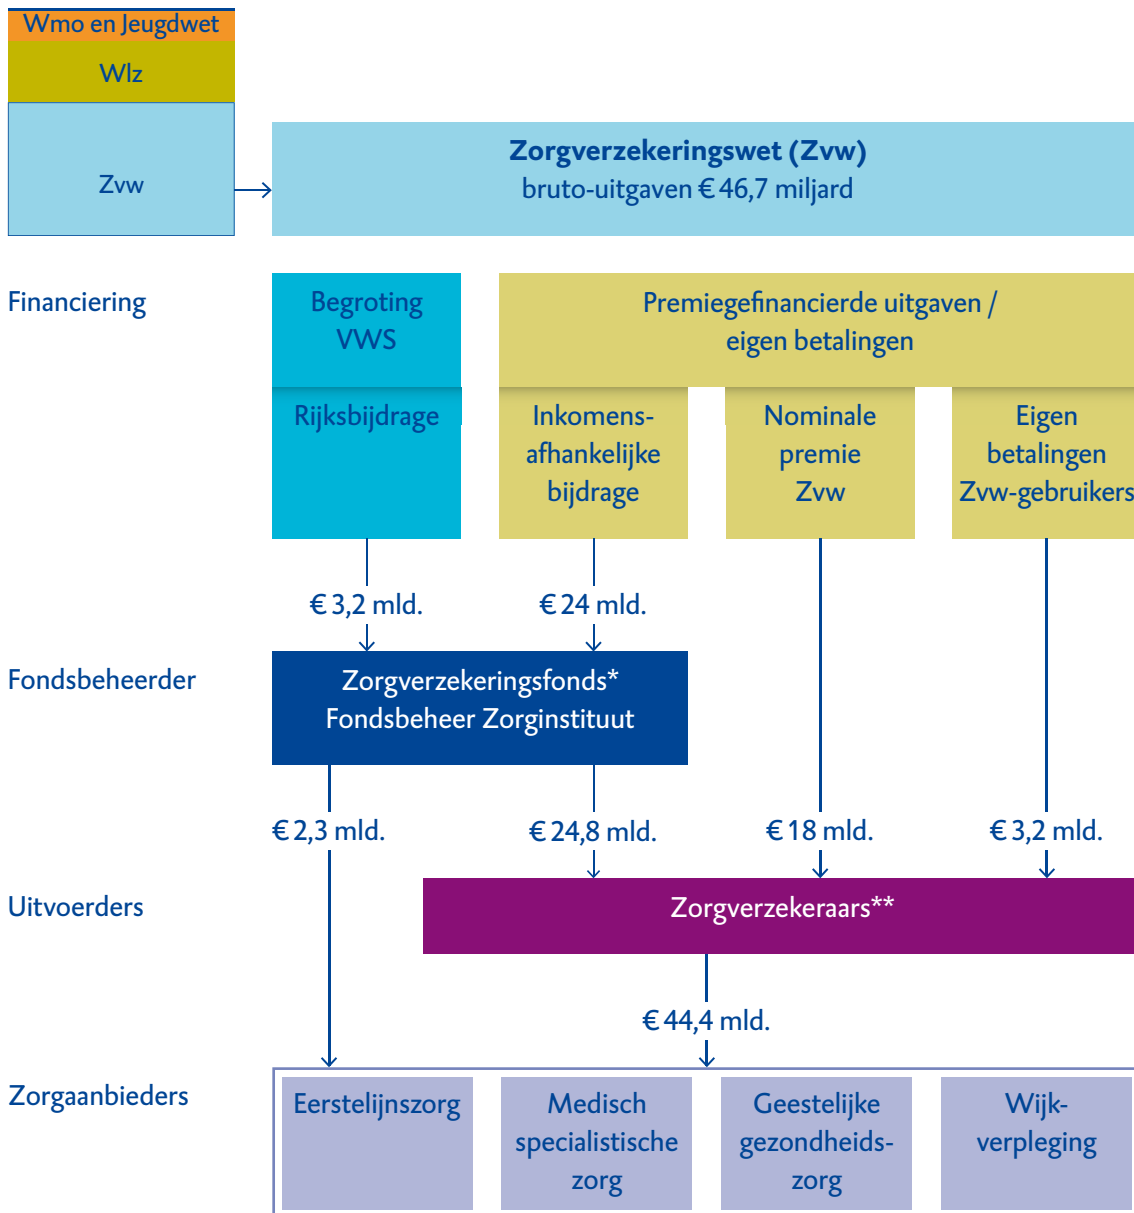 Wmo en Jeugdwet
Wlz
Zvw
Zorgverzekeringswet (Zvw)
bruto-uitgaven € 46,7 miljard
Financiering
Begroting
VWS
Premiegefinancierde uitgaven /
eigen betalingen
Rijksbijdrage
Inkomens-
afhankelijke
bijdrage
Nominale
premie
Zvw
Eigen
betalingen
Zvw-gebruikers
€ 3,2 mld.
€ 24 mld.
Fondsbeheerder
Zorgverzekeringsfonds*
Fondsbeheer Zorginstituut
€ 2,3 mld.
€ 24,8 mld.
€ 18 mld.
€ 3,2 mld.
Uitvoerders
Zorgverzekeraars**
€ 44,4 mld.
Zorgaanbieders
Eerstelijnszorg
Medisch
specialistische
zorg
Geestelijke
gezondheids-
zorg
Wijk-
verpleging